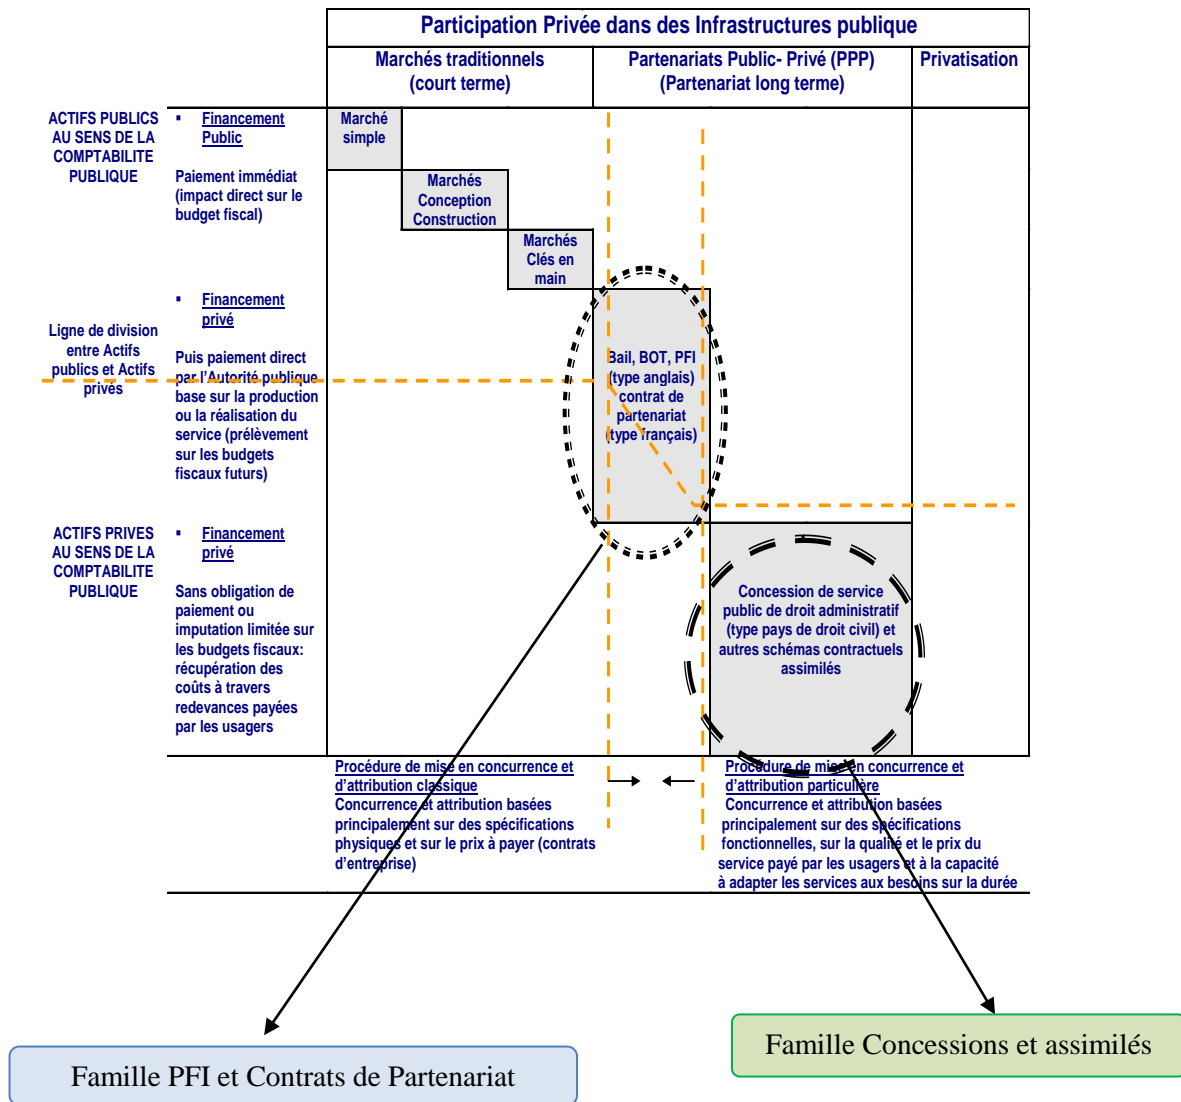 Participation Privée dans des Infrastructures publique
Marchés traditionnels
(court terme)
Partenariats Public- Privé (PPP)
(Partenariat long terme)
Privatisation
ACTIFS PUBLICS
AU SENS DE LA
COMPTABILITE
PUBLIQUE
▪ Financement
Public
Paiement immédiat
(impact direct sur le
budget fiscal)
Marché
simple
Marchés
Conception
Construction
Marchés
Clés en
main
Ligne de division
entre Actifs
publics et Actifs
privés
▪ Financement
privé
Puis paiement direct
par l'Autorité publique
base sur la production
ou la réalisation du
service (prélèvement
sur les budgets
fiscaux futurs)
Bail, BOT, PFI
(type anglais)
contrat de
partenariat
(type français)
ACTIFS PRIVES
AU SENS DE LA
COMPTABILITE
PUBLIQUE
▪ Financement
privé
Sans obligation de
paiement ou
imputation limitée sur
les budgets fiscaux:
récupération des
coûts à travers
redevances payées
par les usagers
Concession de service
public de droit administratif
(type pays de droit civil) et
autres schémas contractuels
assimilés
Procédure de mise en concurrence et
d'attribution classique
Concurrence et attribution basées
principalement sur des spécifications
physiques et sur le prix à payer (contrats
d'entreprise)
Procédure de mise en concurrence et
d'attribution particulière
Concurrence et attribution basées
principalement sur des spécifications
fonctionnelles, sur la qualité et le prix du
service payé par les usagers et à la capacité
à adapter les services aux besoins sur la durée
Famille PFI et Contrats de Partenariat
Famille Concessions et assimilés